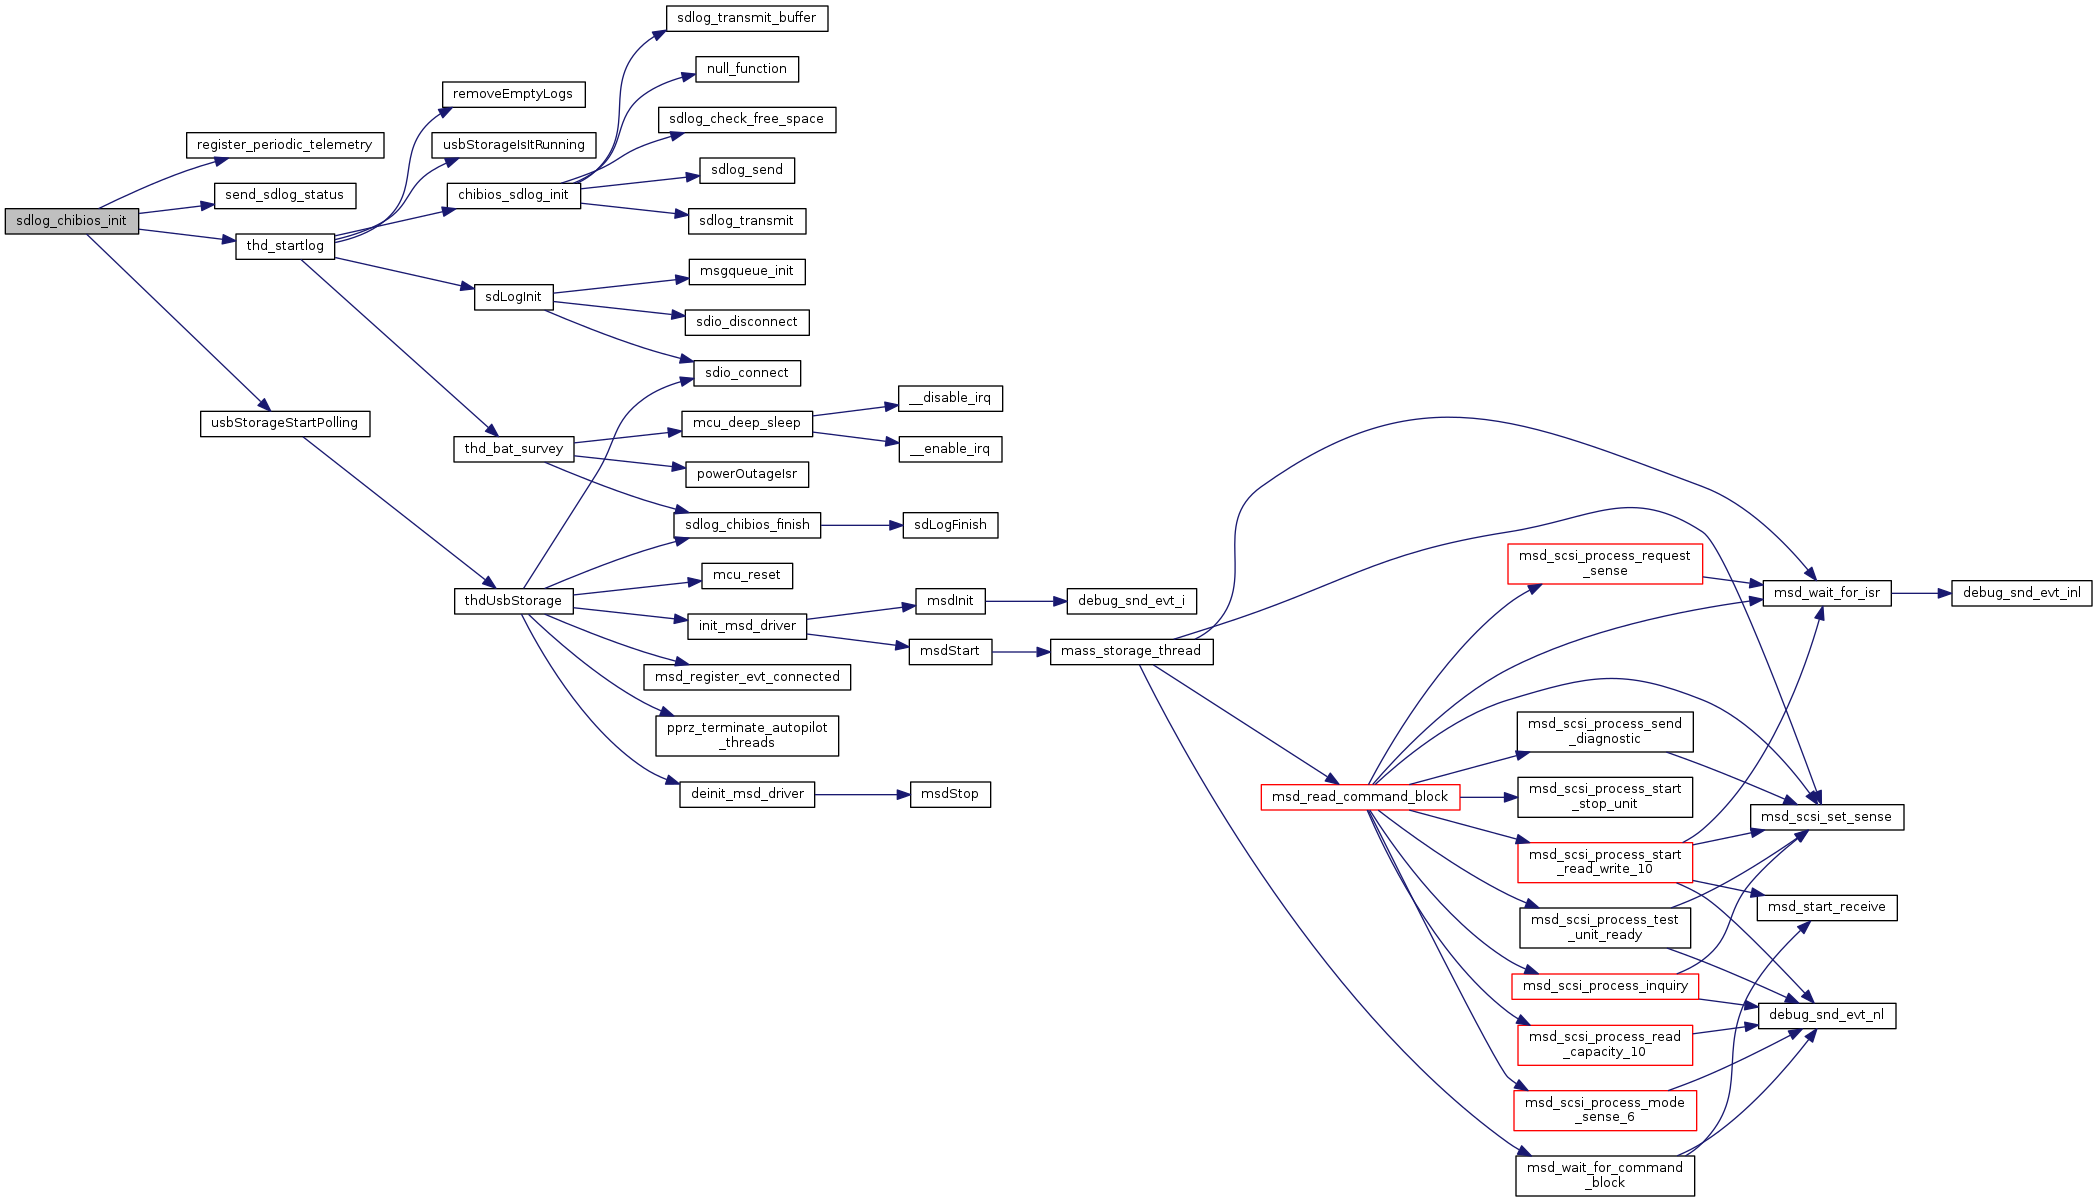 sdlog_chibios_init
register_periodic_telemetry
send_sdlog_status
thd_startlog
usbStorageStartPolling
removeEmptyLogs
usbStorageIsItRunning
chibios_sdlog_init
sdLogInit
thd_bat_survey
thdUsbStorage
sdlog_transmit_buffer
null_function
sdlog_check_free_space
sdlog_send
sdlog_transmit
msgqueue_init
sdio_disconnect
sdio_connect
mcu_deep_sleep
powerOutageIsr
sdlog_chibios_finish
mcu_reset
init_msd_driver
msd_register_evt_connected
pprz_terminate_autopilot
_threads
deinit_msd_driver
__disable_irq
__enable_irq
sdLogFinish
msdInit
msdStart
msdStop
debug_snd_evt_i
mass_storage_thread
msd_read_command_block
msd_scsi_process_request
_sense
msd_scsi_process_send
_diagnostic
msd_scsi_process_start
_stop_unit
msd_scsi_process_start
_read_write_10
msd_scsi_process_test
_unit_ready
msd_scsi_process_inquiry
msd_scsi_process_read
_capacity_10
msd_scsi_process_mode
_sense_6
msd_wait_for_command
_block
msd_wait_for_isr
msd_scsi_set_sense
msd_start_receive
debug_snd_evt_nl
debug_snd_evt_inl